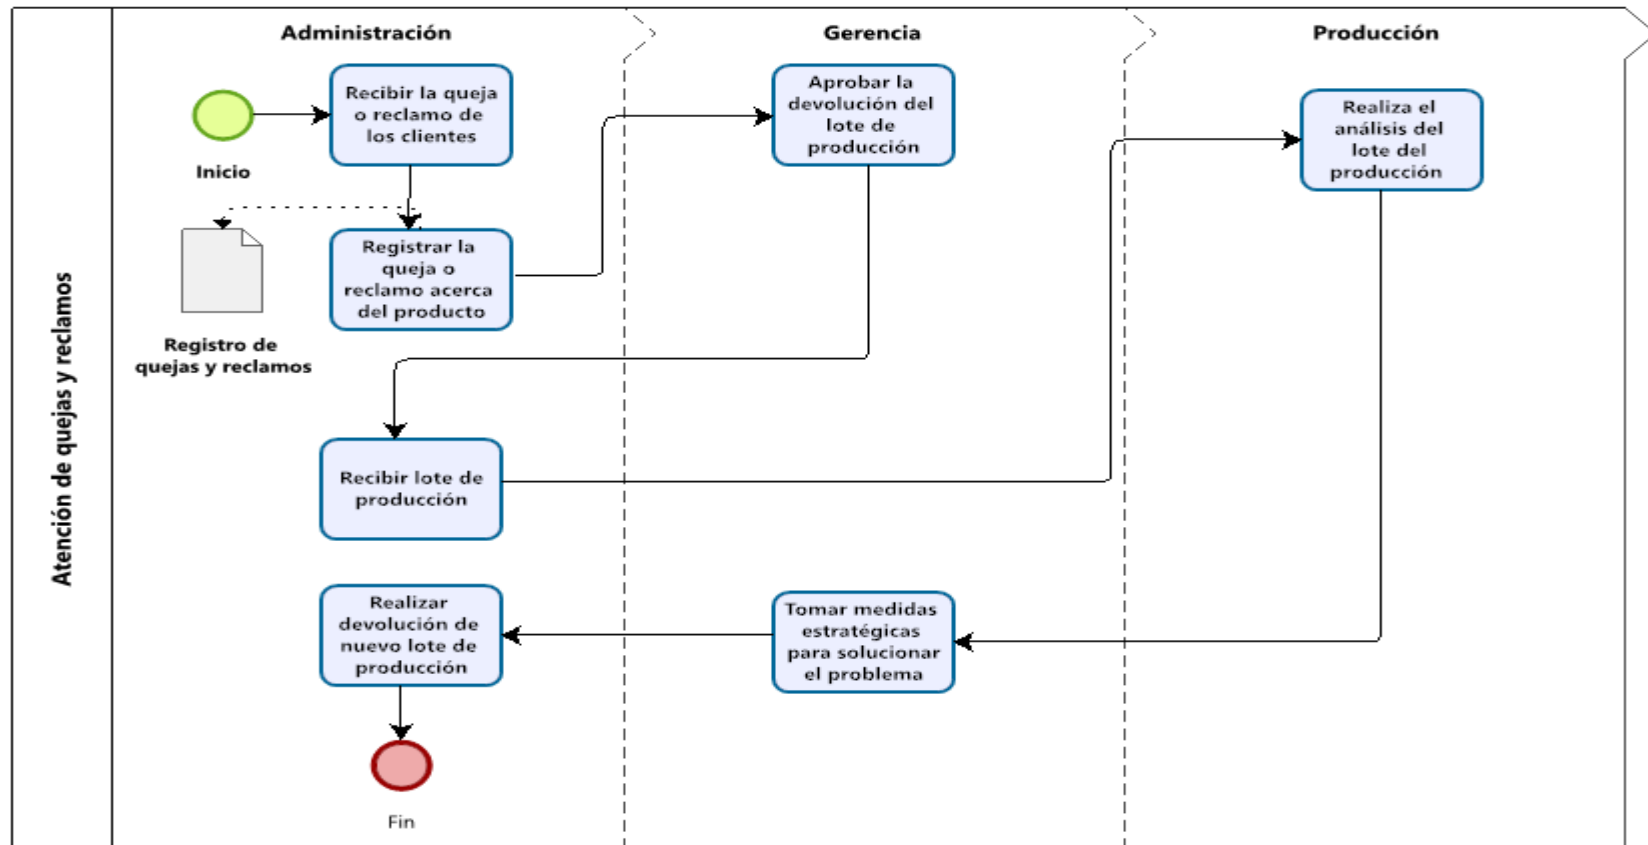 Atención de quejas y reclamos
Administración
Gerencia
Producción
Inicio
Recibir la queja
o reclamo de
los clientes
Registrar la
queja o
reclamo acerca
del producto
Registro de
quejas y reclamos
Aprobar la
devolución del
lote de
producción
Recibir lote de
producción
Realiza el
análisis del
lote del
producción
Tomar medidas
estratégicas
para solucionar
el problema
Realizar
devolución de
nuevo lote de
producción
Fin